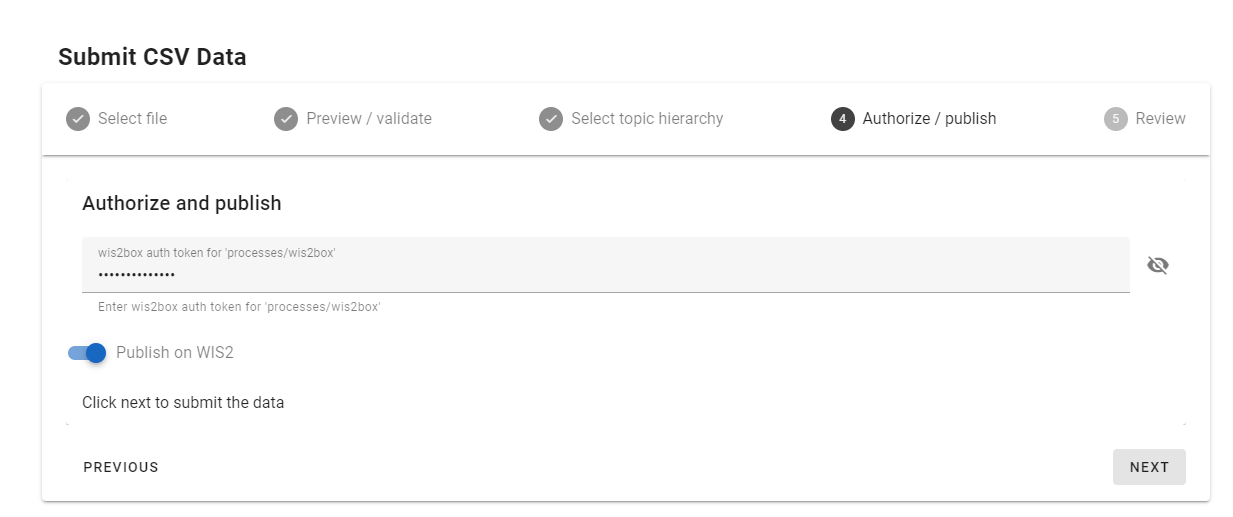 Submit CSV Data
Select file
Preview / validate
Select topic hierarchy
4 Authorize / publish
5 Review
Authorize and publish
wis2box auth token for 'processes/wis2box'
••••••••••••••
Enter wis2box auth token for 'processes/wis2box'
Publish on WIS2
Click next to submit the data
PREVIOUS
NEXT